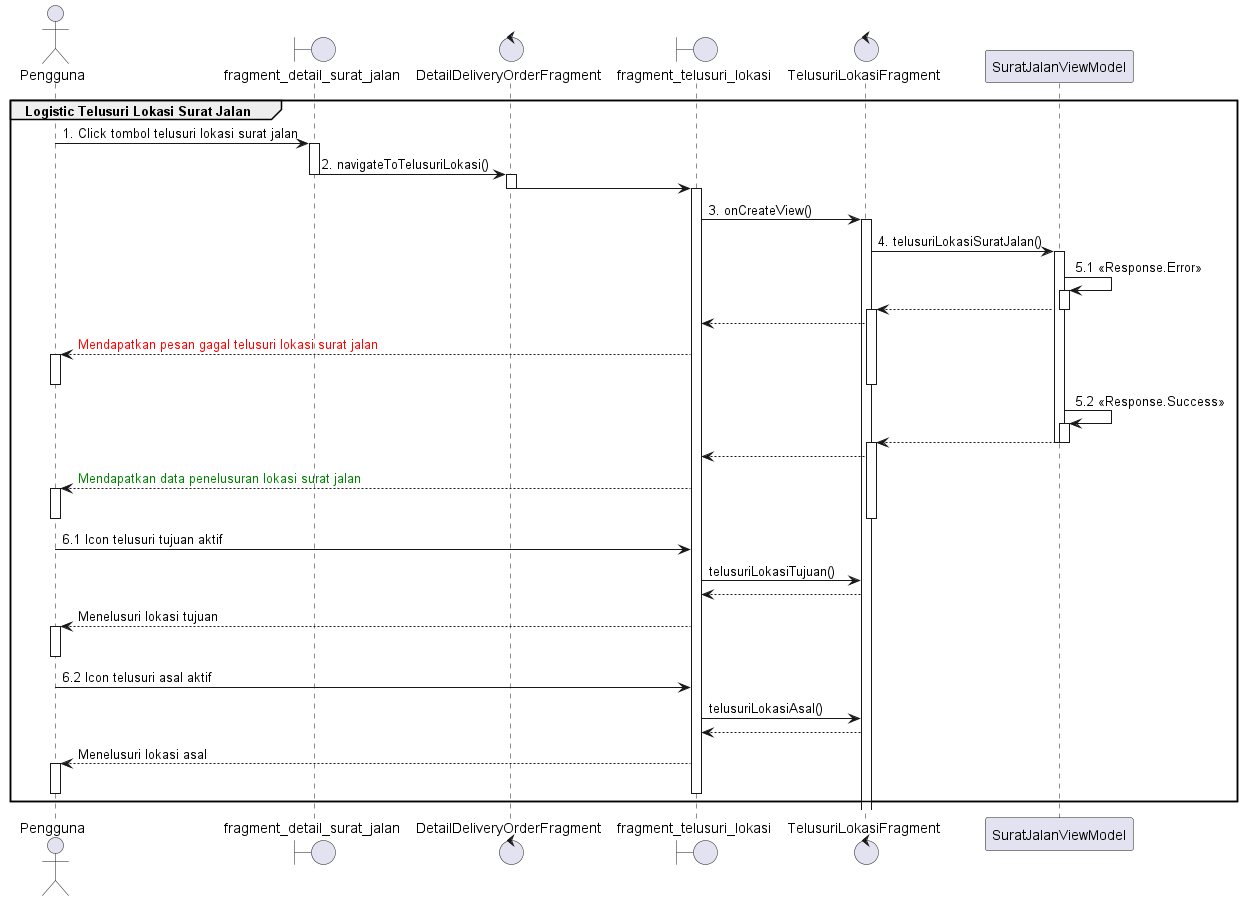 Pengguna
fragment_detail_surat_jalan
DetailDeliveryOrderFragment
fragment_telusuri_lokasi
TelusuriLokasiFragment
SuratJalanViewModel
Logistic Telusuri Lokasi Surat Jalan
1. Click tombol telusuri lokasi surat jalan
2. navigateToTelusuriLokasi()
3. onCreateView()
4. telusuriLokasiSuratJalan()
5.1 «Response.Error»
Mendapatkan pesan gagal telusuri lokasi surat jalan
5.2 «Response.Success»
Mendapatkan data penelusuran lokasi surat jalan
6.1 Icon telusuri tujuan aktif
telusuriLokasiTujuan()
Menelusuri lokasi tujuan
6.2 Icon telusuri asal aktif
telusuriLokasiAsal()
Menelusuri lokasi asal
Pengguna
fragment_detail_surat_jalan
DetailDeliveryOrderFragment
fragment_telusuri_lokasi
TelusuriLokasiFragment
SuratJalanViewModel